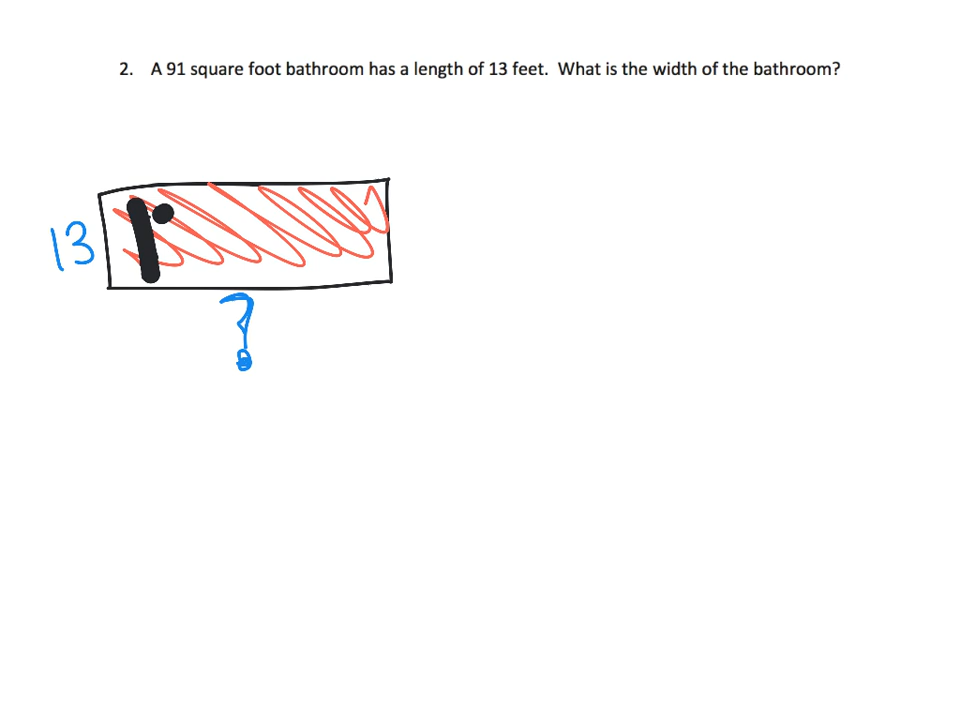 2. A 91 square foot bathroom has a length of 13 feet. What is the width of the bathroom?
13
?